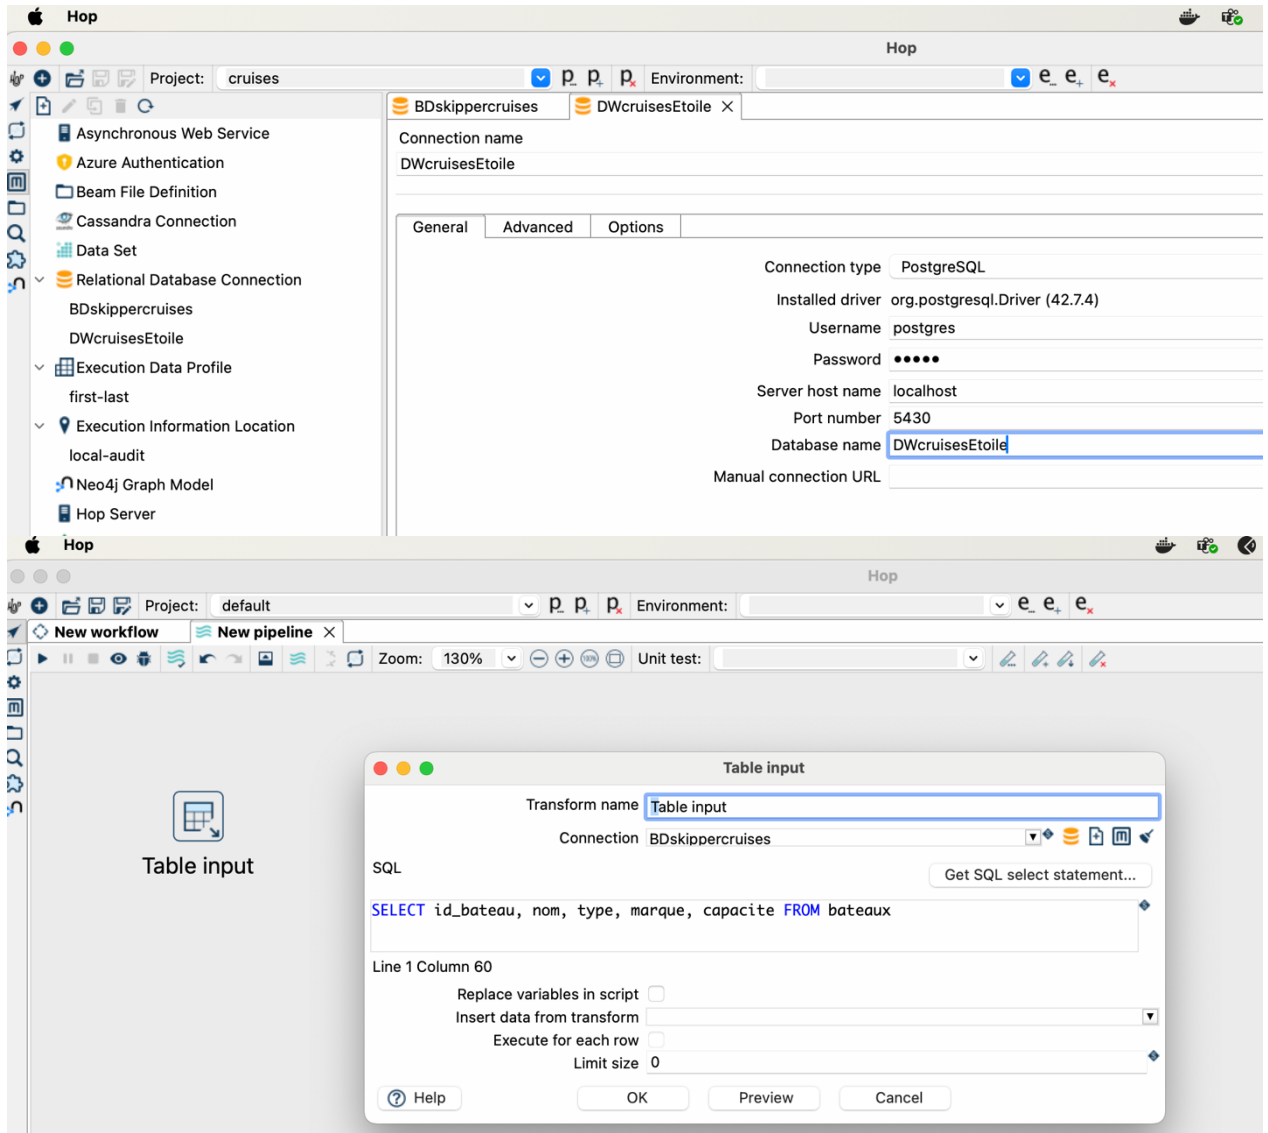 Hop
Hop
Project: cruises Environment:
BDskippercruises DWcruisesEtoile
Asynchronous Web Service
Azure Authentication
Beam File Definition
Cassandra Connection
Data Set
Relational Database Connection
BDskippercruises
DWcruisesEtoile
Execution Data Profile
first-last
Execution Information Location
local-audit
Neo4j Graph Model
Hop Server
Connection name
DWcruisesEtoile
General Advanced Options
Connection type PostgreSQL
Installed driver org.postgresql.Driver (42.7.4)
Username postgres
Password •••••
Server host name localhost
Port number 5430
Database name DWcruisesEtoile
Manual connection URL
Hop
Hop
Project: default Environment:
New workflow New pipeline
Zoom: 130% 100% Unit test:
Table input
Table input
Transform name Table input
Connection BDskippercruises
SQL
Get SQL select statement...
SELECT id_bateau, nom, type, marque, capacite FROM bateaux
Line 1 Column 60
Replace variables in script
Insert data from transform
Execute for each row
Limit size 0
Help OK Preview Cancel